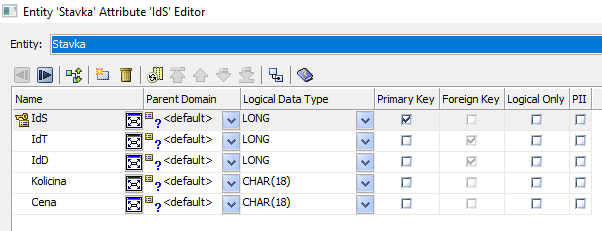 Entity 'Stavka' Attribute 'IdS' Editor
Entity: Stavka
Name Parent Domain Logical Data Type Primary Key Foreign Key Logical Only PII
IdS <default> LONG
IdT <default> LONG
IdD <default> LONG
Kolicina <default> CHAR(18)
Cena <default> CHAR(18)